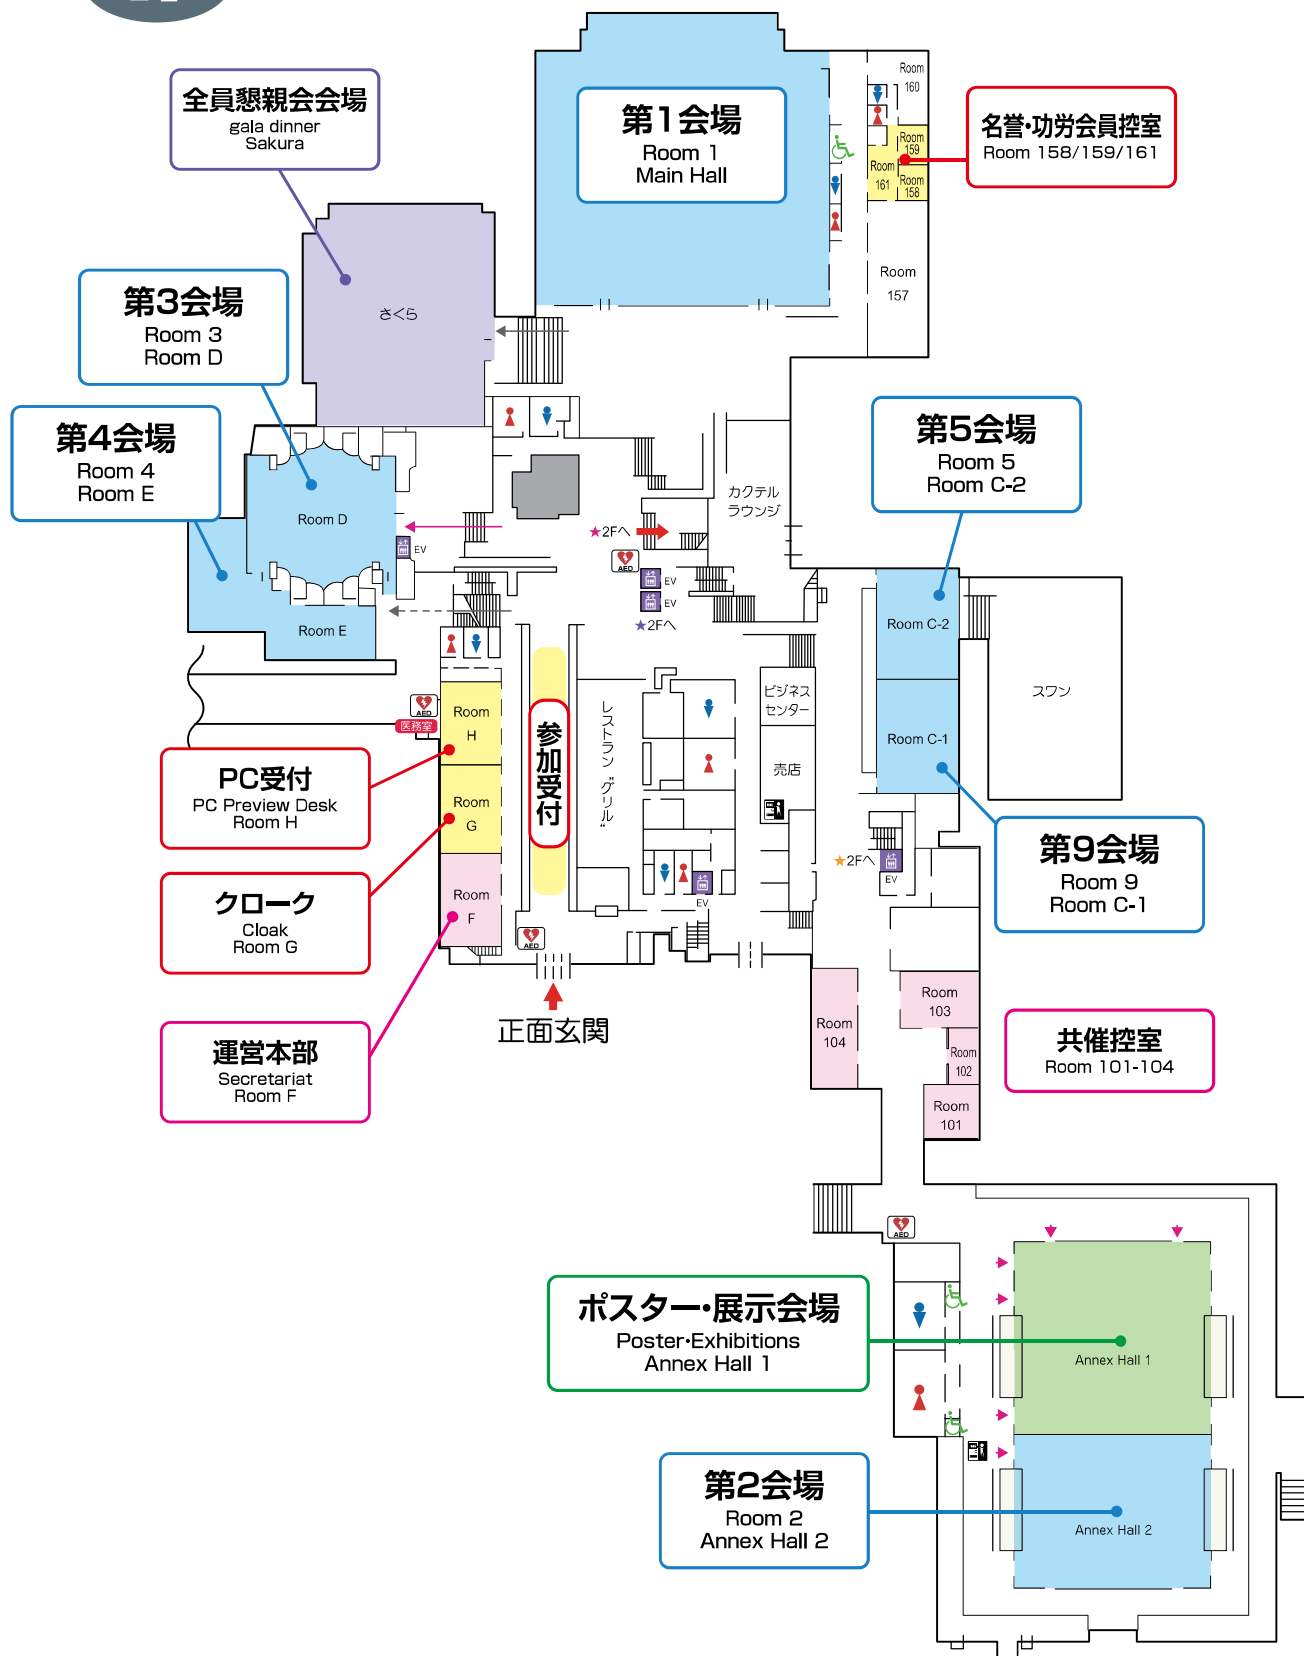 全員懇親会会場
gala dinner
Sakura
第1会場
Room 1
Main Hall
Room
160
名誉・功労会員控室
Room 158/159/161
Room
159
Room
161
Room
158
Room
157
さくら
第3会場
Room 3
Room D
第4会場
Room 4
Room E
第5会場
Room 5
Room C-2
カクテル
ラウンジ
Room D
EV
★2Fへ
AED
EV
EV
★2Fへ
Room E
Room C-2
スワン
Room C-1
ビジネス
センター
売店
レストラン“グリル”
参加受付
AED
医務室
Room
H
Room
G
Room
F
PC受付
PC Preview Desk
Room H
クローク
Cloak
Room G
運営本部
Secretariat
Room F
EV
★2Fへ
EV
第9会場
Room 9
Room C-1
AED
正面玄関
Room
104
Room
103
Room
102
Room
101
共催控室
Room 101-104
AED
ポスター・展示会場
Poster・Exhibitions
Annex Hall 1
Annex Hall 1
第2会場
Room 2
Annex Hall 2
Annex Hall 2